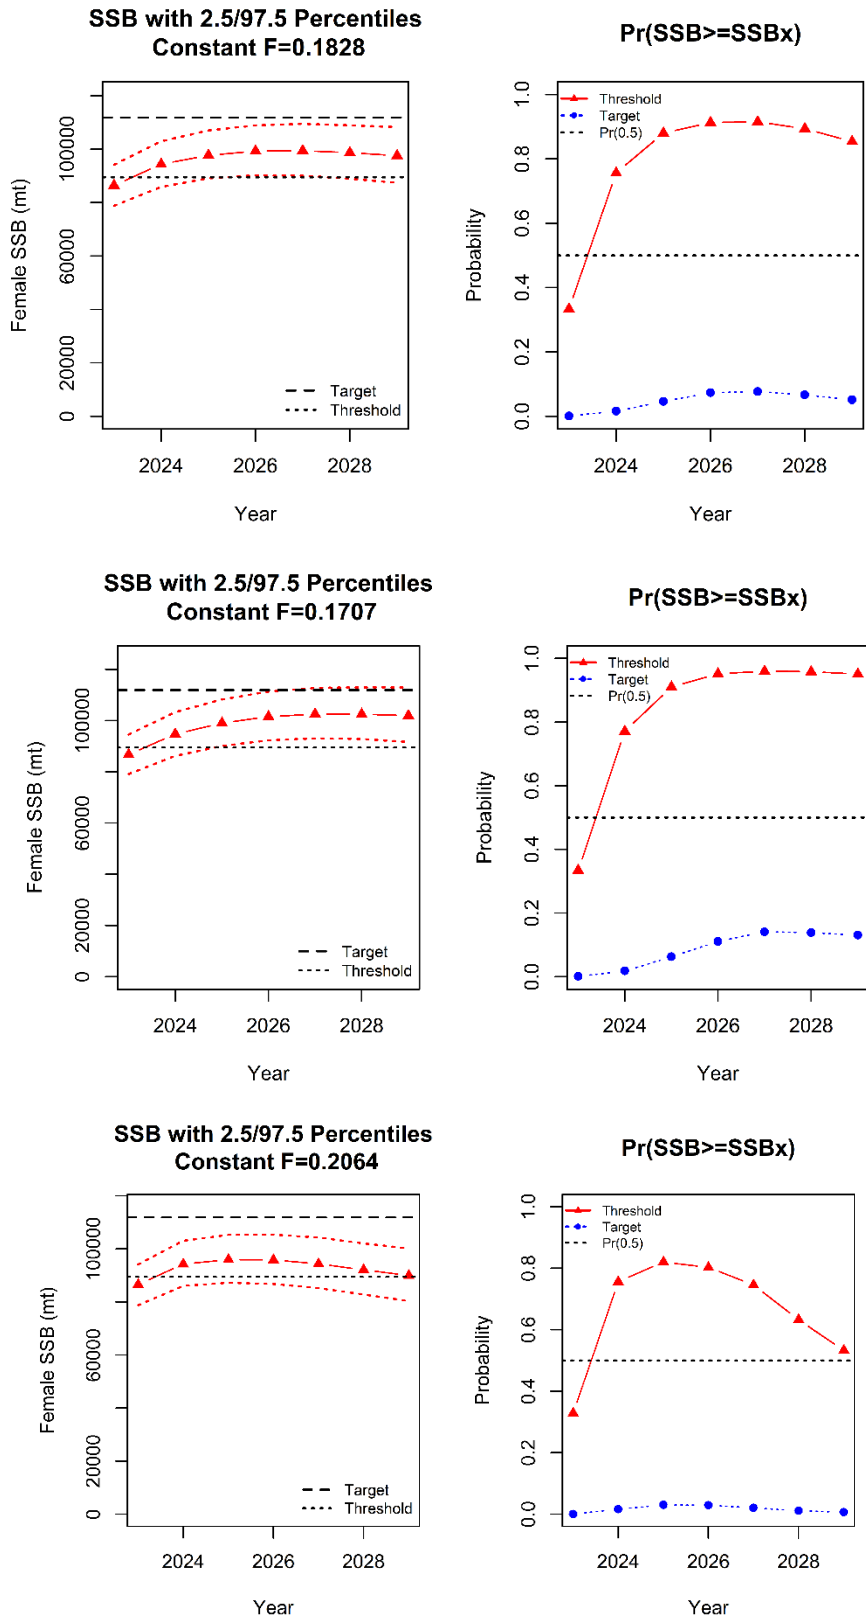 SSB with 2.5/97.5 Percentiles
Constant F=0.1828
Female SSB (mt)
100000
60000
20000
0
Target
Threshold
2024 2026 2028
Year
Pr(SSB>=SSBx)
Probability
1.0
0.8
0.6
0.4
0.2
0.0
Threshold
Target
Pr(0.5)
2024 2026 2028
Year
SSB with 2.5/97.5 Percentiles
Constant F=0.1707
Female SSB (mt)
100000
60000
20000
0
Target
Threshold
2024 2026 2028
Year
Pr(SSB>=SSBx)
Probability
1.0
0.8
0.6
0.4
0.2
0.0
Threshold
Target
Pr(0.5)
2024 2026 2028
Year
SSB with 2.5/97.5 Percentiles
Constant F=0.2064
Female SSB (mt)
100000
60000
20000
0
Target
Threshold
2024 2026 2028
Year
Pr(SSB>=SSBx)
Probability
1.0
0.8
0.6
0.4
0.2
0.0
Threshold
Target
Pr(0.5)
2024 2026 2028
Year